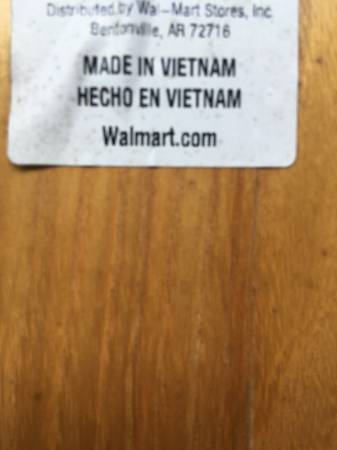 Distributed by Wal-Mart Stores, Inc.
Bentonville, AR 72716
MADE IN VIETNAM
HECHO EN VIETNAM
Walmart.com